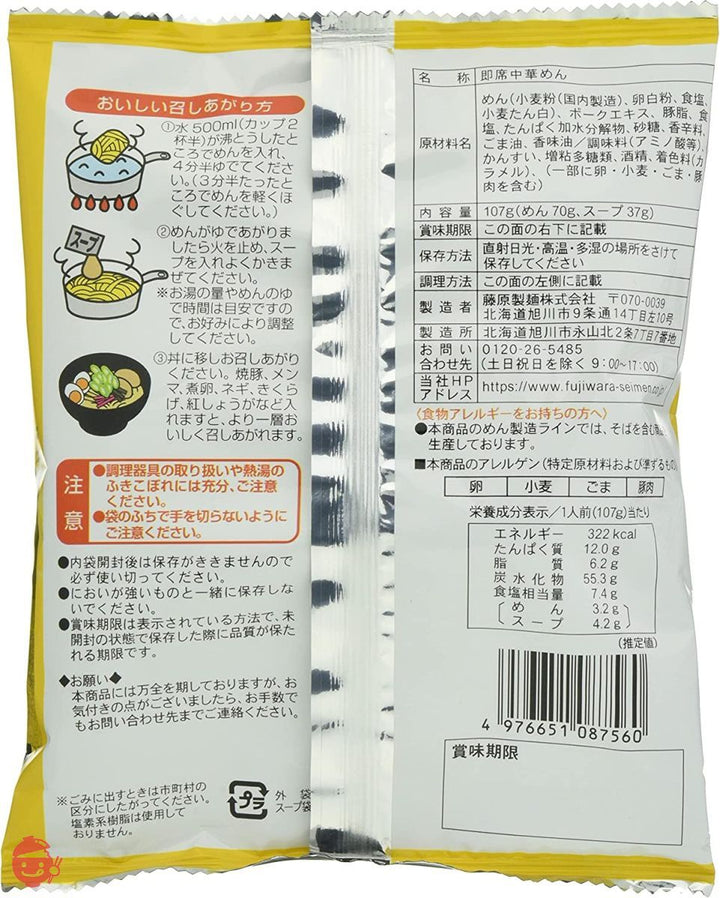 おいしい召しあがり方
①水500ml(カップ2
杯半)が沸とうしたと
ころでめんを入れ、
4分半ゆでてくださ
い。(3分半たったと
ころでめんを軽くほ
ぐしてください。)
スープ
②めんがゆであがりま
したら火を止め、スー
プを入れよくかきま
ぜてください。
※お湯の量やめんのゆ
で時間は目安ですの
で、お好みにより調整
してください。
③丼に移しお召しあがり
ください。焼豚、メン
マ、煮卵、ネギ、きくら
げ、紅しょうがなど入
れますと、より一層お
いしく召しあがれます。
注意
●調理器具の取り扱いや熱湯の
ふきこぼれには充分、ご注意
ください。
●袋のふちで手を切らないように
ご注意ください。
●内袋開封後は保存がききませんので
必ず使い切ってください。
●においが強いものと一緒に保存しな
いでください。
●賞味期限は表示されている方法で、未
開封の状態で保存した際に品質が保た
れる期限です。
◆お願い◆
本商品には万全を期しておりますが、お
気付きの点がございましたら、お手数で
もお問い合わせ先までご連絡ください。
※ごみに出すときは市町村の
区分にしたがってください。
塩素系樹脂は使用して
おりません。
プラ
外袋
スープ袋
名称 即席中華めん
原材料名
めん(小麦粉(国内製造)、卵白粉、食塩、
小麦たん白)、ポークエキス、豚脂、食
塩、たんぱく加水分解物、砂糖、香辛料、
ごま油、香味油/調味料(アミノ酸等)、
かんすい、増粘多糖類、酒精、着色料(カ
ラメル)、(一部に卵・小麦・ごま・豚
肉を含む)
内容量 107g(めん70g、スープ37g)
賞味期限 この面の右下に記載
保存方法 直射日光・高温・多湿の場所をさけて
保存してください
調理方法 この面の左側に記載
製造者 藤原製麺株式会社 〒070-0039
北海道旭川市9条通14丁目左10号
製造所 北海道旭川市永山北2条7丁目7番地
お問い合わせ先 0120-26-5485
(土日祝日を除く9:00~17:00)
当社HPアドレス https://www.fujiwara-seimen.co.jp
〈食物アレルギーをお持ちの方へ〉
●本商品のめん製造ラインでは、そばを含む商品
生産しております。
■本商品のアレルゲン(特定原材料および準ずるもの)
卵 小麦 ごま 豚肉
栄養成分表示/1人前(107g)当たり
エネルギー 322kcal
たんぱく質 12.0g
脂質 6.2g
炭水化物 55.3g
食塩相当量 7.4g
(めん 3.2g)
(スープ 4.2g)
(推定値)
4 976651 087560
賞味期限